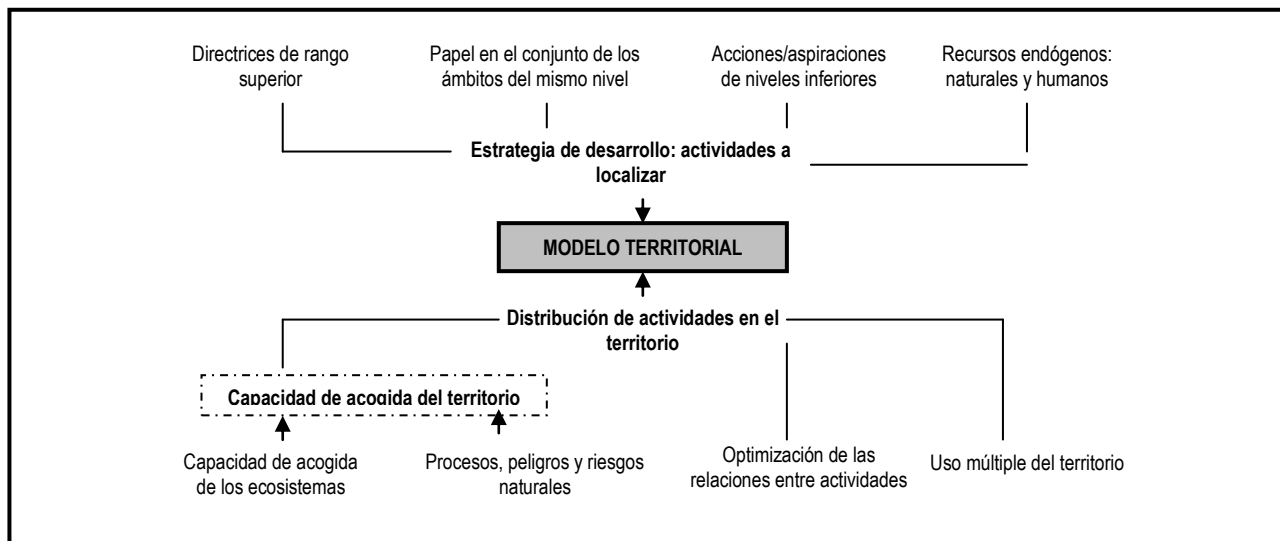 Directrices de rango
superior
Papel en el conjunto de los
ámbitos del mismo nivel
Acciones/aspiraciones
de niveles inferiores
Recursos endógenos:
naturales y humanos
Estrategia de desarrollo: actividades a
localizar
MODELO TERRITORIAL
Distribución de actividades en el
territorio
Capacidad de acogida del territorio
Capacidad de acogida
de los ecosistemas
Procesos, peligros y riesgos
naturales
Optimización de las
relaciones entre actividades
Uso múltiple del territorio